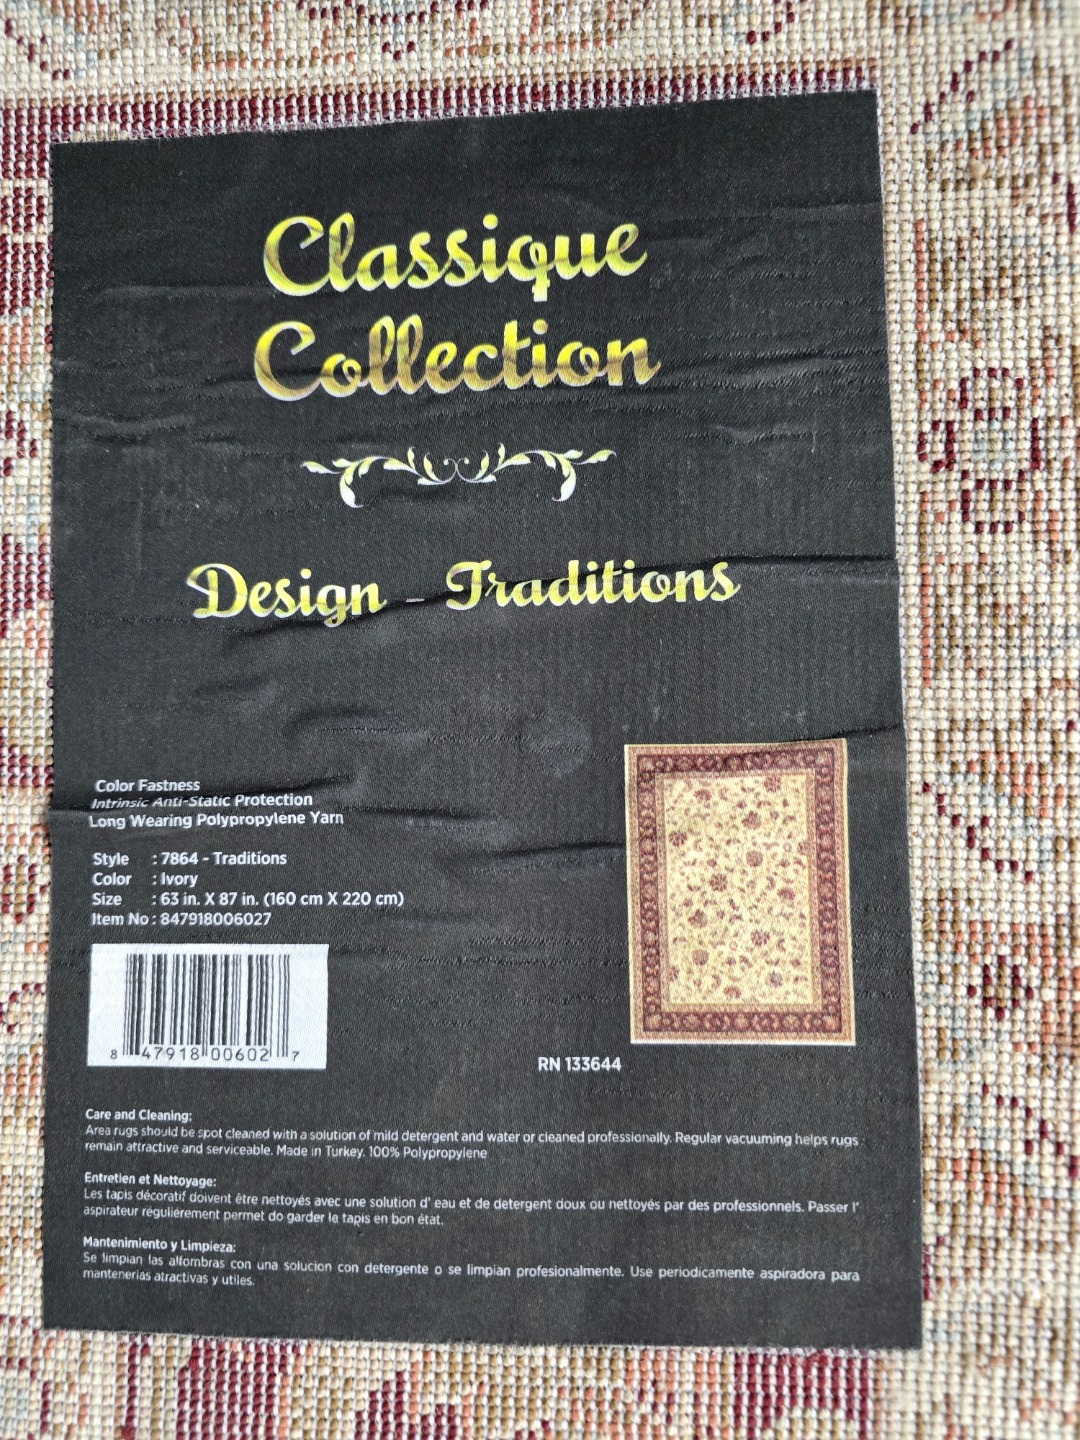 Classique
Collection
Design - Traditions
Color Fastness
Intrinsic Anti-Static Protection
Long Wearing Polypropylene Yarn
Style : 7864 - Traditions
Color : Ivory
Size : 63 in. X 87 in. (160 cm X 220 cm)
Item No : 847918006027
8 47918 00602 7
RN 133644
Care and Cleaning:
Area rugs should be spot cleaned with a solution of mild detergent and water or cleaned professionally. Regular vacuuming helps rugs
remain attractive and serviceable. Made in Turkey. 100% Polypropylene
Entretien et Nettoyage:
Les tapis décoratif doivent être nettoyés avec une solution d' eau et de detergent doux ou nettoyés par des professionnels. Passer l'
aspirateur régulièrement permet do garder le tapis en bon état.
Mantenimiento y Limpieza:
Se limpian las alfombras con una solucion con detergente o se limpian profesionalmente. Use periodicamente aspiradora para
mantenerias atractivas y utiles.